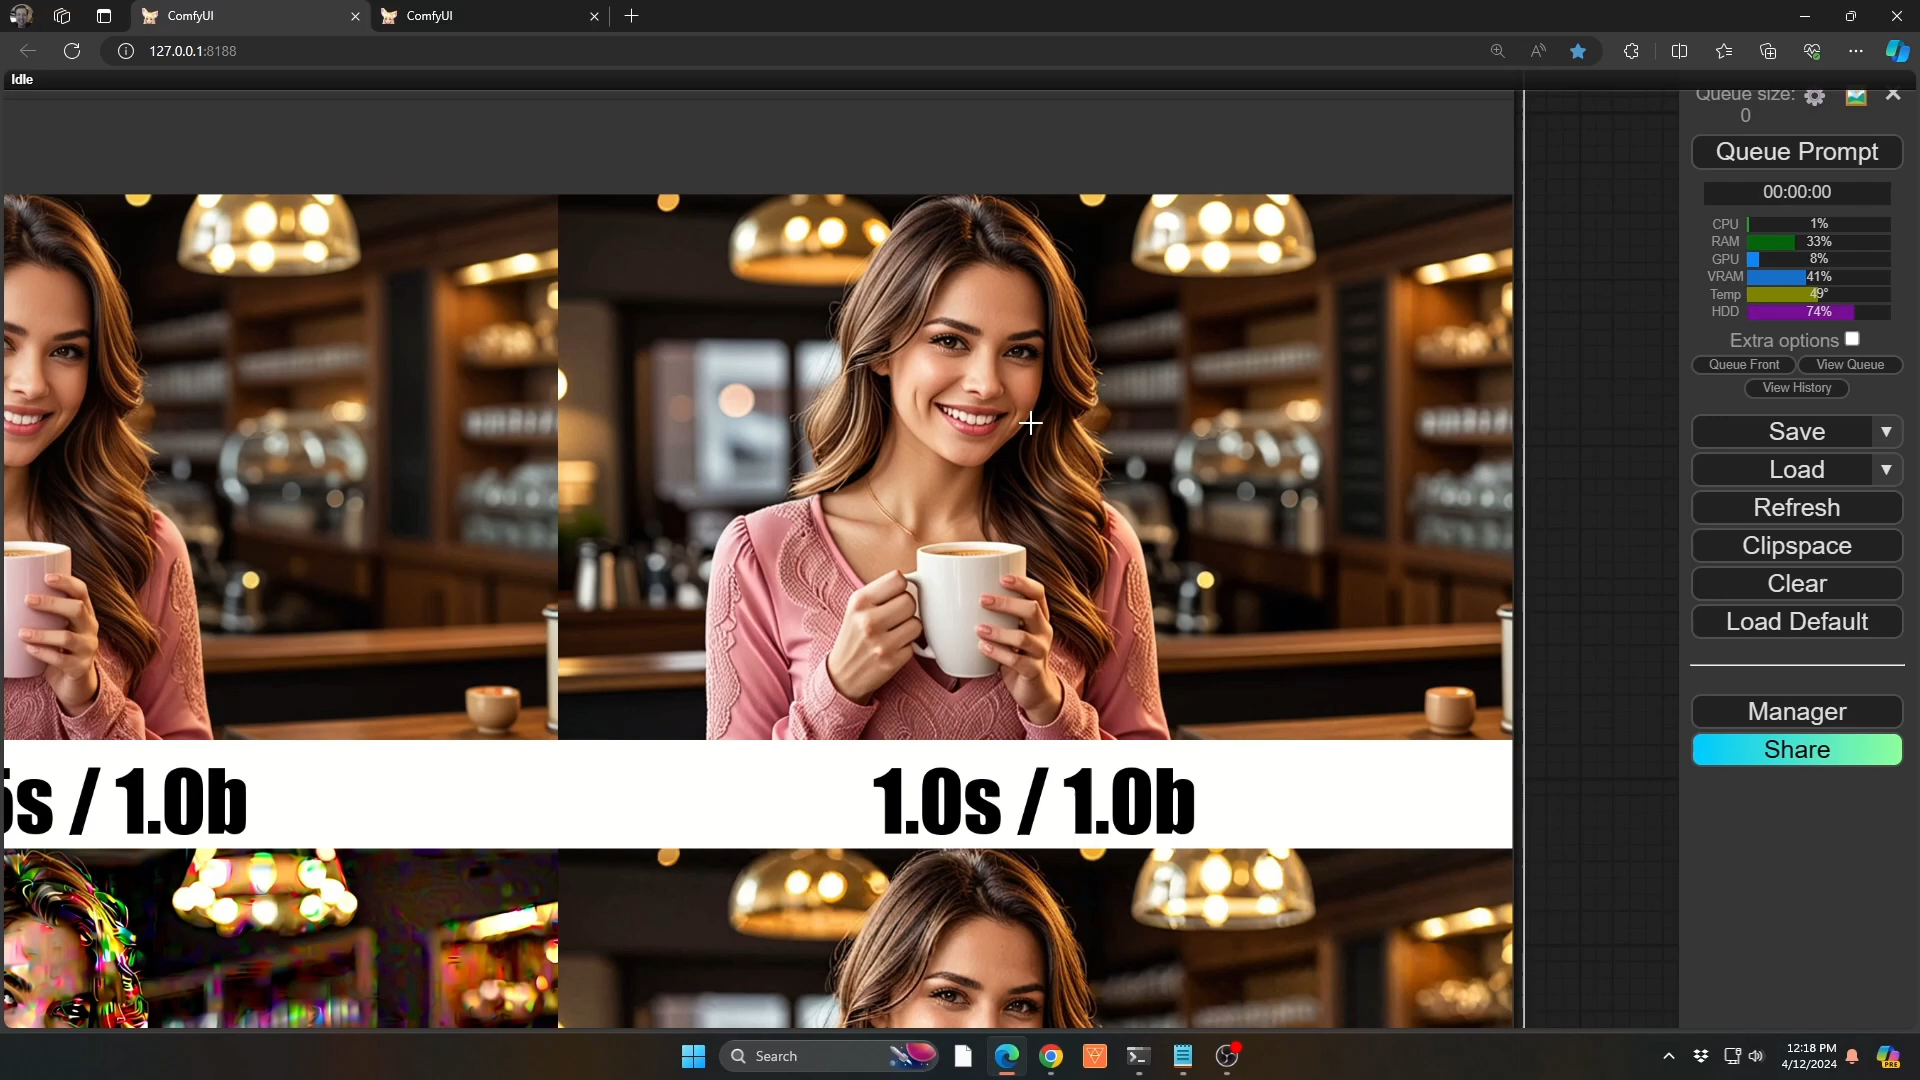 ComfyUI
ComfyUI
127.0.0.1:8188
Idle
Queue size:
0
Queue Prompt
00:00:00
CPU 1%
RAM 33%
GPU 8%
VRAM 41%
Temp 49°
HDD 74%
Extra options
Queue Front
View Queue
View History
Save
Load
Refresh
Clipspace
Clear
Load Default
Manager
Share
5s / 1.0b
1.0s / 1.0b
Search
12:18 PM
4/12/2024
PRE